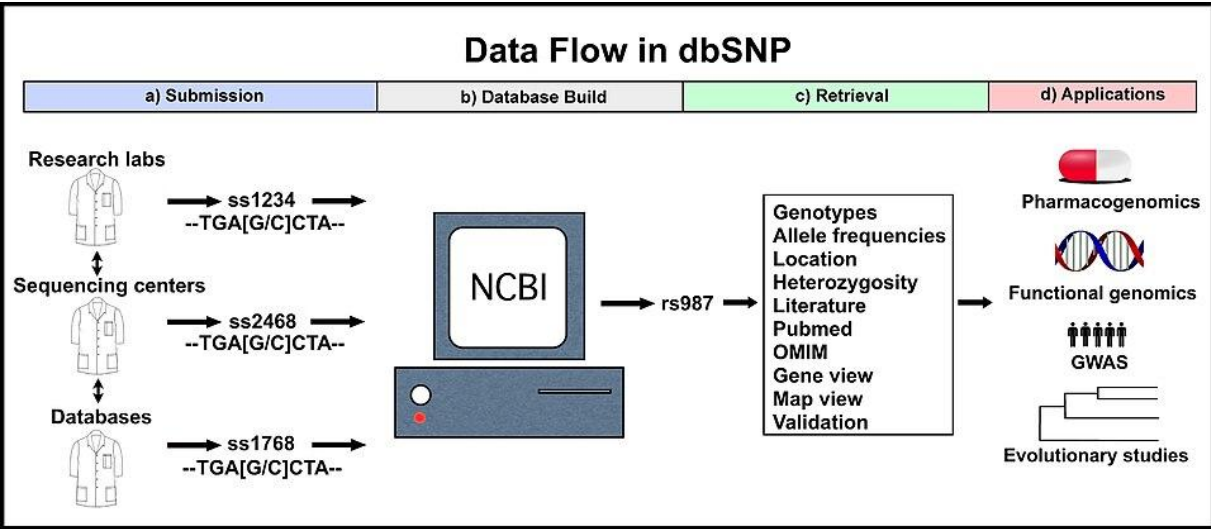 Data Flow in dbSNP
a) Submission
b) Database Build
c) Retrieval
d) Applications
Research labs
ss1234
--TGA[G/C]CTA--
Sequencing centers
ss2468
--TGA[G/C]CTA--
Databases
ss1768
--TGA[G/C]CTA--
NCBI
rs987
Genotypes
Allele frequencies
Location
Heterozygosity
Literature
Pubmed
OMIM
Gene view
Map view
Validation
Pharmacogenomics
Functional genomics
GWAS
Evolutionary studies